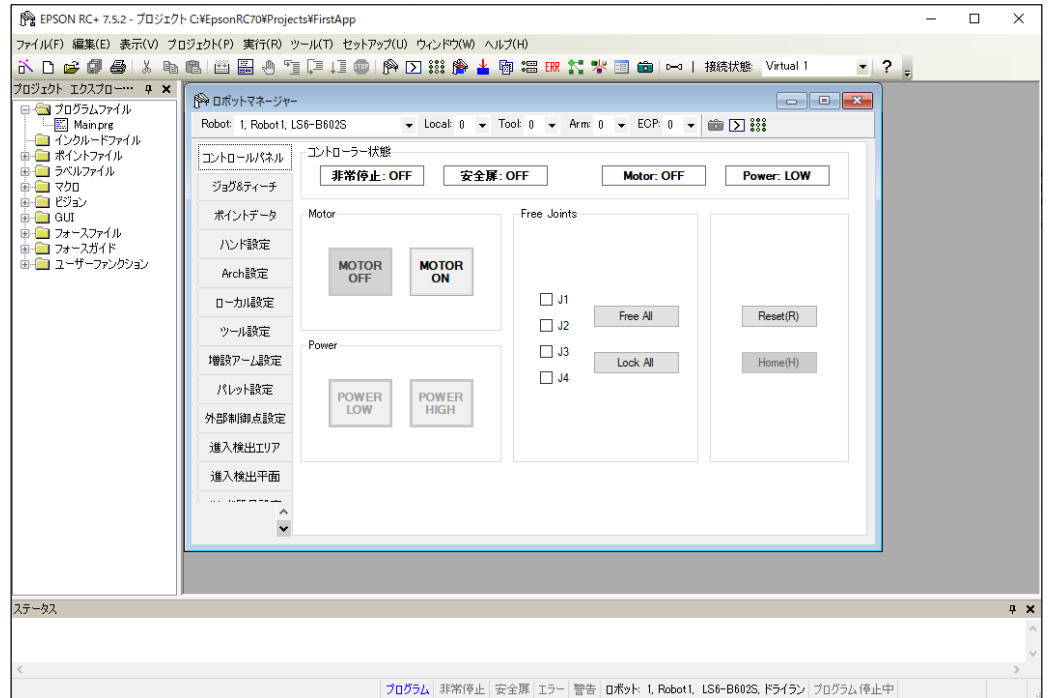 EPSON RC+ 7.5.2 - プロジェクト C:¥EpsonRC70¥Projects¥FirstApp
ファイル(F) 編集(E) 表示(V) プロジェクト(P) 実行(R) ツール(T) セットアップ(U) ウィンドウ(W) ヘルプ(H)
ERR 接続状態: Virtual 1 ?
プロジェクト エクスプロー…
プログラムファイル
Main.prg
インクルードファイル
ポイントファイル
ラベルファイル
マクロ
ビジョン
GUI
フォースファイル
フォースガイド
ユーザーファンクション
ロボットマネージャー
Robot: 1, Robot1, LS6-B602S Local: 0 Tool: 0 Arm: 0 ECP: 0
コントロールパネル
ジョグ&ティーチ
ポイントデータ
ハンド設定
Arch設定
ローカル設定
ツール設定
増設アーム設定
パレット設定
外部制御点設定
進入検出エリア
進入検出平面
コントローラー状態
非常停止: OFF 安全扉: OFF Motor: OFF Power: LOW
Motor
MOTOR OFF
MOTOR ON
Power
POWER LOW
POWER HIGH
Free Joints
J1
J2
J3
J4
Free All
Lock All
Reset(R)
Home(H)
ステータス
プログラム 非常停止 安全扉 エラー 警告 ロボット: 1, Robot1, LS6-B602S, ドライラン プログラム停止中